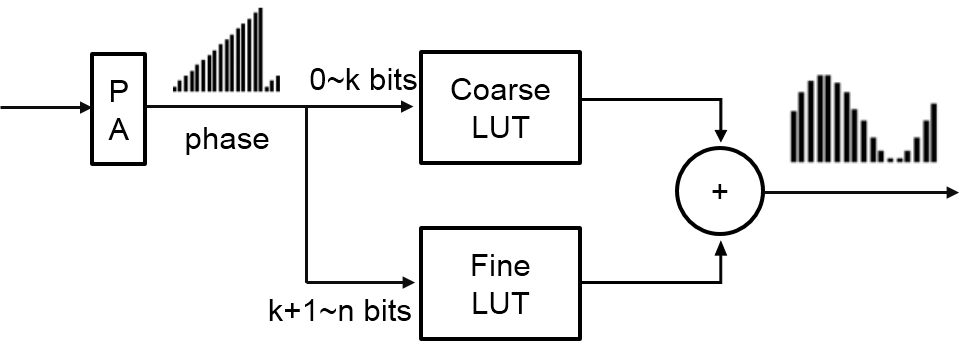 P
A
phase
0~k bits
Coarse
LUT
+
k+1~n bits
Fine
LUT